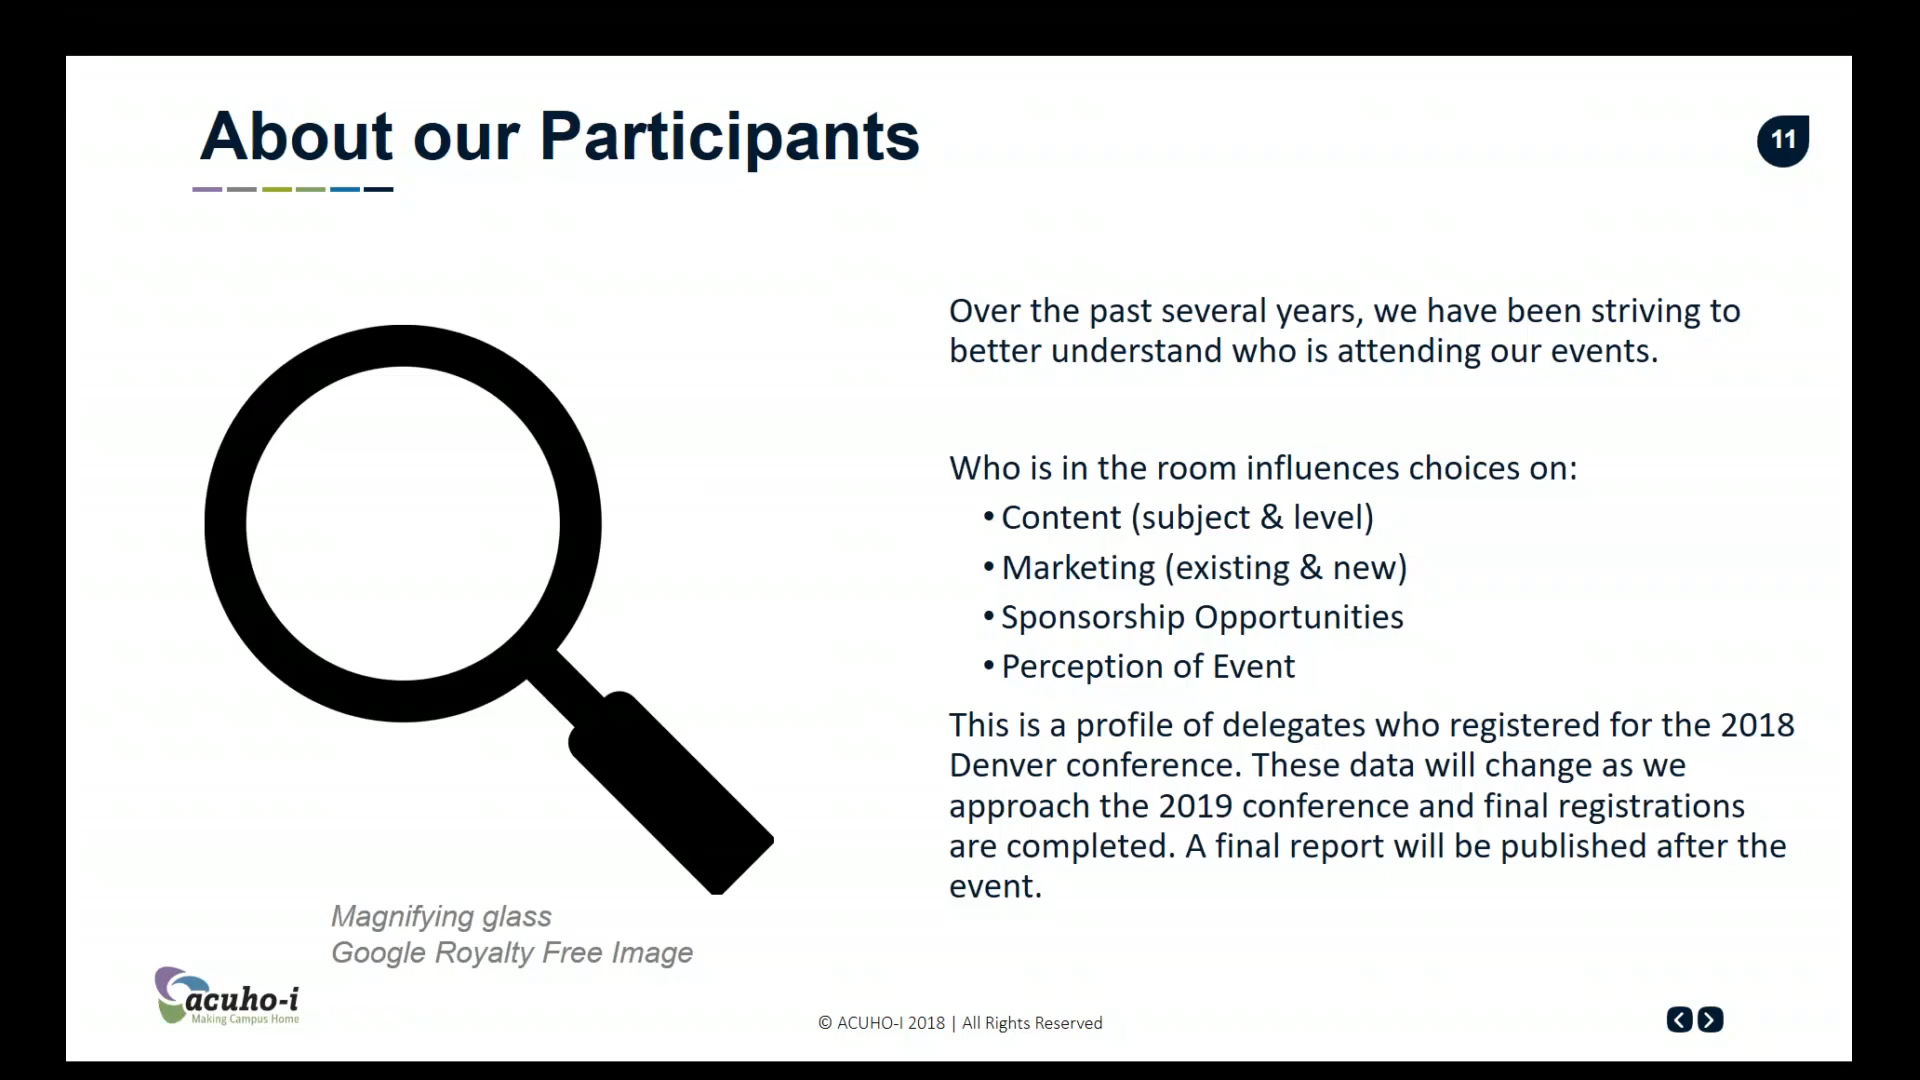 About our Participants
11
Over the past several years, we have been striving to
better understand who is attending our events.
Who is in the room influences choices on:
• Content (subject & level)
• Marketing (existing & new)
• Sponsorship Opportunities
• Perception of Event
This is a profile of delegates who registered for the 2018
Denver conference. These data will change as we
approach the 2019 conference and final registrations
are completed. A final report will be published after the
event.
Magnifying glass
Google Royalty Free Image
acuho-i
Making Campus Home
© ACUHO-I 2018 | All Rights Reserved